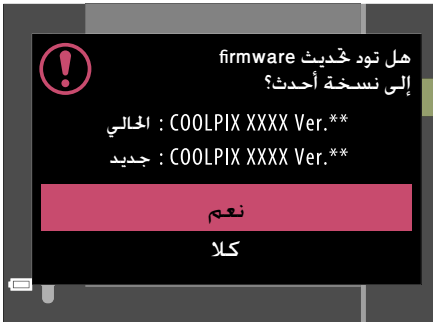 هل تود تحديث firmware
إلى نسخة أحدث؟
الحالي : COOLPIX XXXX Ver.**
جديد : COOLPIX XXXX Ver.**
نعم
كلا